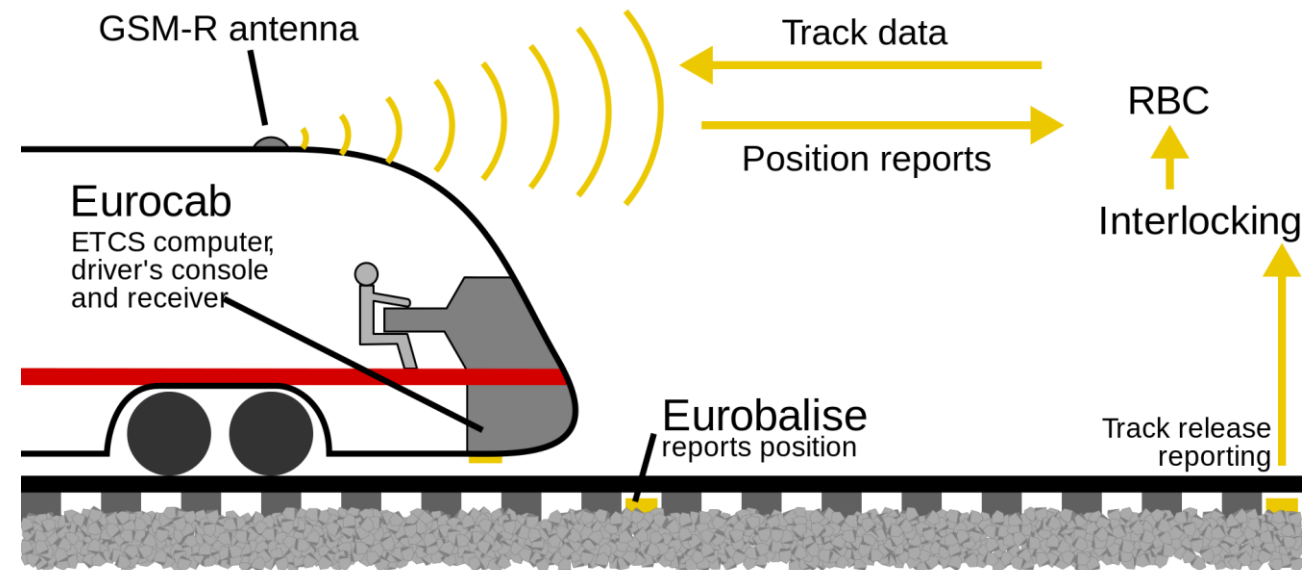 GSM-R antenna
Track data
RBC
Position reports
Eurocab
ETCS computer,
driver's console
and receiver
Interlocking
Eurobalise
reports position
Track release
reporting